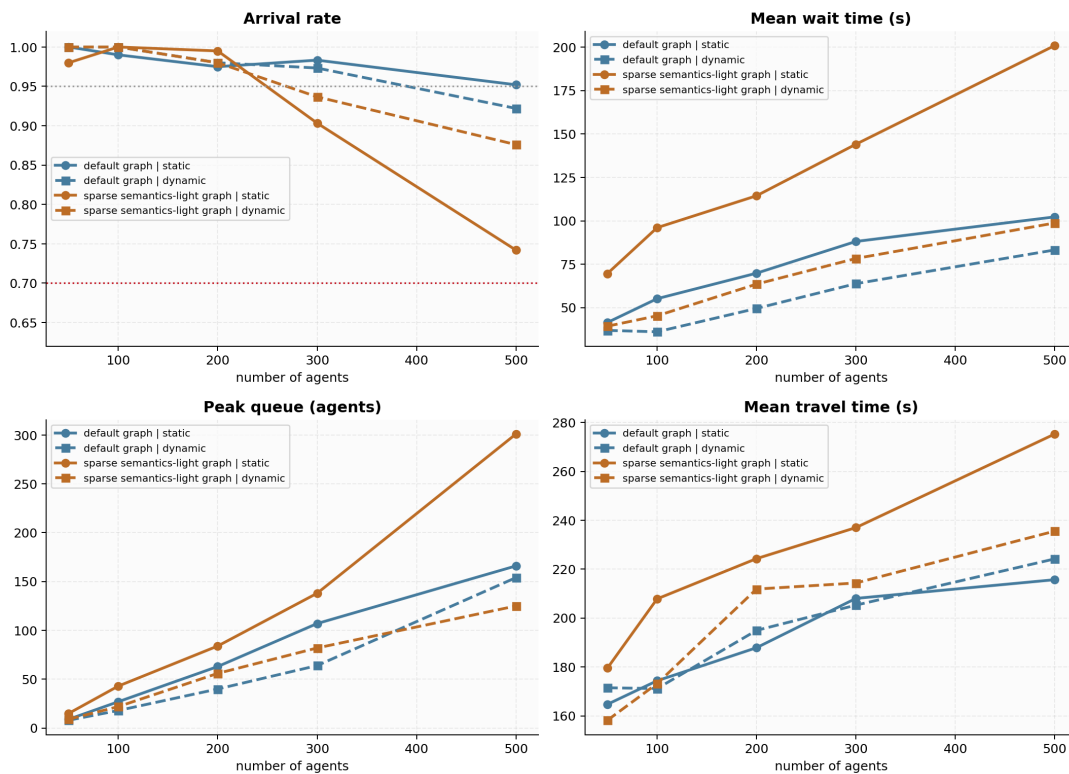 Arrival rate
1.00
0.95
0.90
0.85
0.80
0.75
0.70
0.65
default graph | static
default graph | dynamic
sparse semantics-light graph | static
sparse semantics-light graph | dynamic
100 200 300 400 500
number of agents
Mean wait time (s)
200
175
150
125
100
75
50
default graph | static
default graph | dynamic
sparse semantics-light graph | static
sparse semantics-light graph | dynamic
100 200 300 400 500
number of agents
Peak queue (agents)
300
250
200
150
100
50
0
default graph | static
default graph | dynamic
sparse semantics-light graph | static
sparse semantics-light graph | dynamic
100 200 300 400 500
number of agents
Mean travel time (s)
280
260
240
220
200
180
160
default graph | static
default graph | dynamic
sparse semantics-light graph | static
sparse semantics-light graph | dynamic
100 200 300 400 500
number of agents